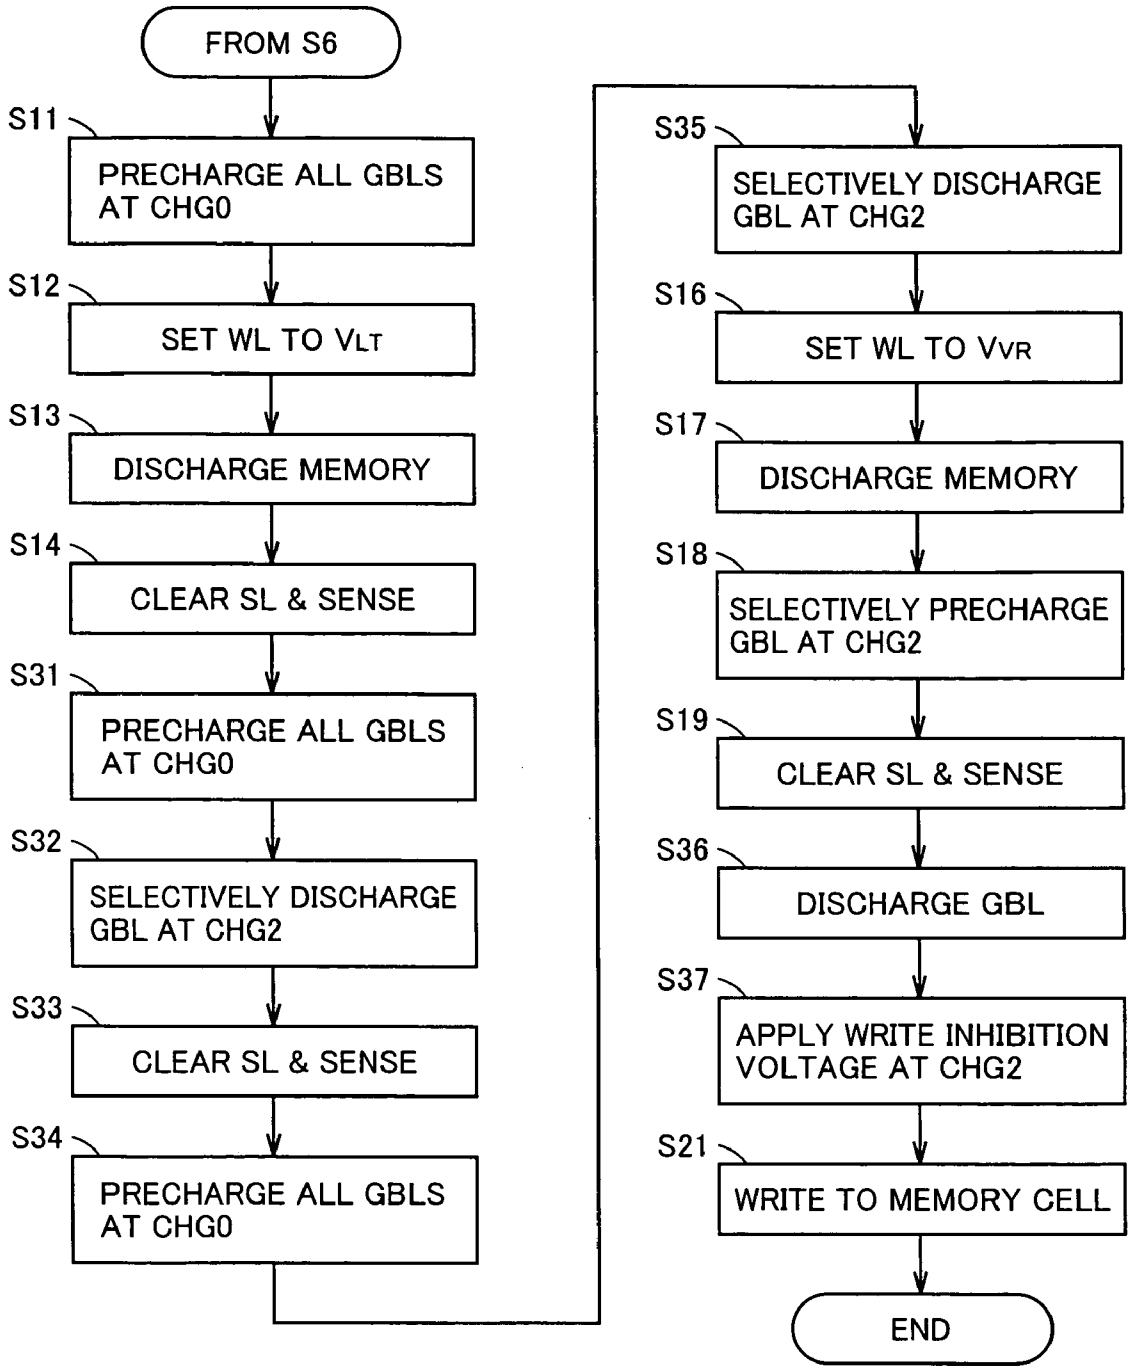 FROM S6
S11
PRECHARGE ALL GBLS
AT CHG0
S12
SET WL TO VLT
S13
DISCHARGE MEMORY
S14
CLEAR SL & SENSE
S31
PRECHARGE ALL GBLS
AT CHG0
S32
SELECTIVELY DISCHARGE
GBL AT CHG2
S33
CLEAR SL & SENSE
S34
PRECHARGE ALL GBLS
AT CHG0
S35
SELECTIVELY DISCHARGE
GBL AT CHG2
S16
SET WL TO VVR
S17
DISCHARGE MEMORY
S18
SELECTIVELY PRECHARGE
GBL AT CHG2
S19
CLEAR SL & SENSE
S36
DISCHARGE GBL
S37
APPLY WRITE INHIBITION
VOLTAGE AT CHG2
S21
WRITE TO MEMORY CELL
END